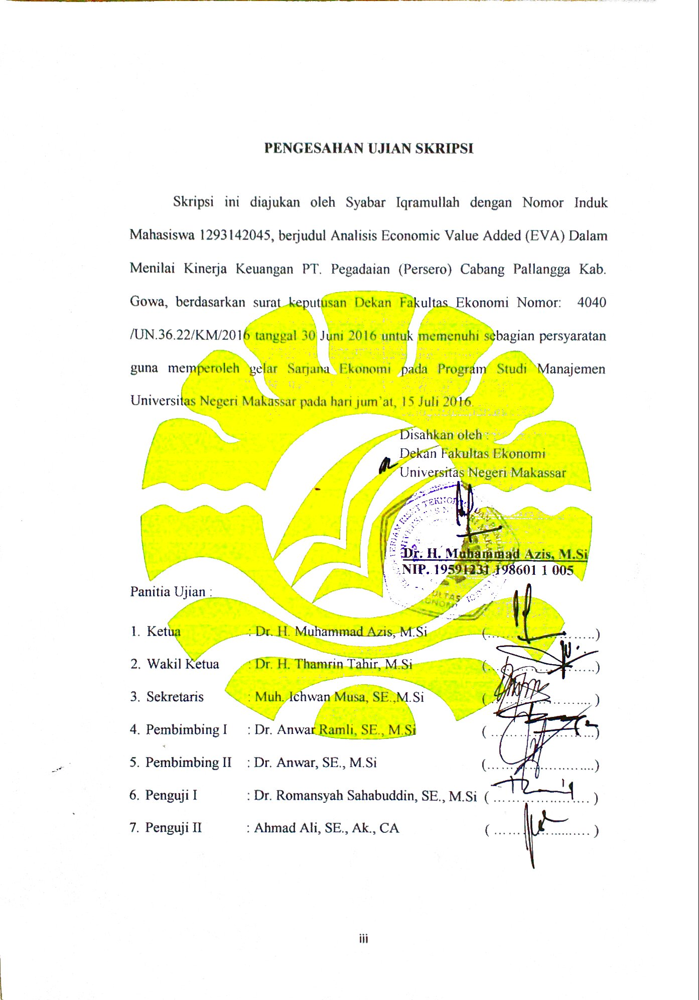 PENGESAHAN UJIAN SKRIPSI
Skripsi ini diajukan oleh Syabar Iqramullah dengan Nomor Induk
Mahasiswa 1293142045, berjudul Analisis Economic Value Added (EVA) Dalam
Menilai Kinerja Keuangan PT. Pegadaian (Persero) Cabang Pallangga Kab.
Gowa, berdasarkan surat keputusan Dekan Fakultas Ekonomi Nomor: 4040
/UN.36.22/KM/2016 tanggal 30 Juni 2016 untuk memenuhi sebagian persyaratan
guna memperoleh gelar Sarjana Ekonomi pada Program Studi Manajemen
Universitas Negeri Makassar pada hari jum'at, 15 Juli 2016.
Disahkan oleh :
Dekan Fakultas Ekonomi
Universitas Negeri Makassar
Dr. H. Muhammad Azis, M.Si
NIP. 19591231 198601 1 005
Panitia Ujian :
1. Ketua : Dr. H. Muhammad Azis, M.Si (..............................)
2. Wakil Ketua : Dr. H. Thamrin Tahir, M.Si (..............................)
3. Sekretaris : Muh. Ichwan Musa, SE.,M.Si (.............................. )
4. Pembimbing I : Dr. Anwar Ramli, SE., M.Si ( ..............................)
5. Pembimbing II : Dr. Anwar, SE., M.Si (..............................)
6. Penguji I : Dr. Romansyah Sahabuddin, SE., M.Si ( .......................... )
7. Penguji II : Ahmad Ali, SE., Ak., CA ( .......................... )
iii